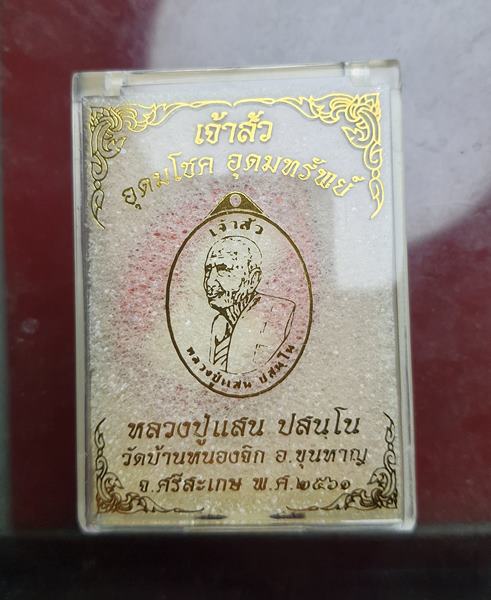 เจ้าสัว
อุดมโชค อุดมทรัพย์
เจ้าสัว
หลวงปู่แสน ปสนฺโน
หลวงปู่แสน ปสนฺโน
วัดบ้านหนองจิก อ.ขุนหาญ
จ.ศรีสะเกษ พ.ศ.๒๕๖๑